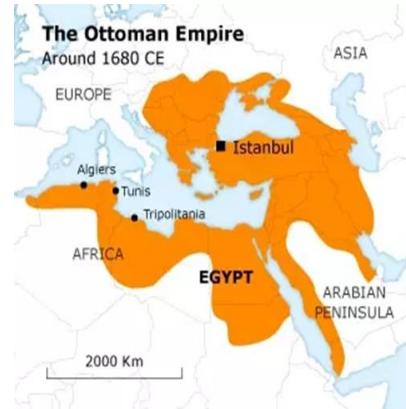 The Ottoman Empire
Around 1680 CE
ASIA
EUROPE
Istanbul
Algiers
Tunis
Tripolitania
AFRICA
EGYPT
ARABIAN
PENINSULA
2000 Km